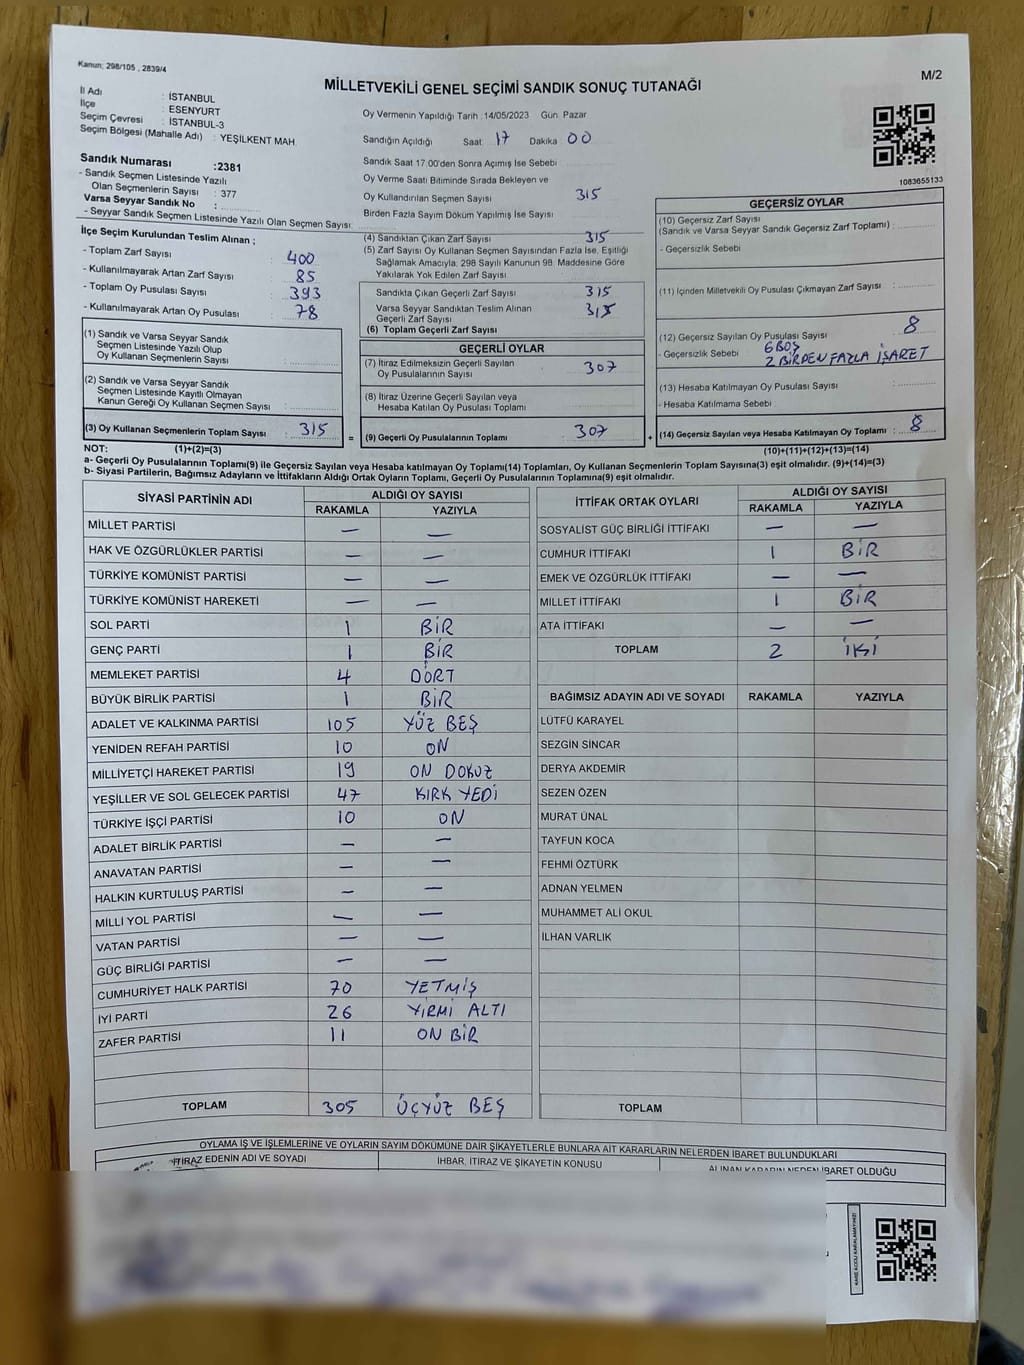 Kanun; 298/105 , 2839/4
M/2
MİLLETVEKİLİ GENEL SEÇİMİ SANDIK SONUÇ TUTANAĞI
İl Adı : İSTANBUL
İlçe : ESENYURT
Seçim Çevresi : İSTANBUL-3
Seçim Bölgesi (Mahalle Adı) : YEŞİLKENT MAH.
Sandık Numarası :2381
- Sandık Seçmen Listesinde Yazılı
Olan Seçmenlerin Sayısı : 377
Varsa Seyyar Sandık No :
- Seyyar Sandık Seçmen Listesinde Yazılı Olan Seçmen Sayısı:
Oy Vermenin Yapıldığı Tarih :14/05/2023 Gün: Pazar
Sandığın Açıldığı Saat 17 Dakika 00
Sandık Saat 17.00'den Sonra Açımış İse Sebebi
Oy Verme Saati Bitiminde Sırada Bekleyen ve
Oy Kullandırılan Seçmen Sayısı 315
Birden Fazla Sayım Döküm Yapılmış İse Sayısı
1083655133
İlçe Seçim Kurulundan Teslim Alınan ;
- Toplam Zarf Sayısı : 400
- Kullanılmayarak Artan Zarf Sayısı : 85
- Toplam Oy Pusulası Sayısı : 393
- Kullanılmayarak Artan Oy Pusulası : 78
(1) Sandık ve Varsa Seyyar Sandık
Seçmen Listesinde Yazılı Olup
Oy Kullanan Seçmenlerin Sayısı :
(2) Sandık ve Varsa Seyyar Sandık
Seçmen Listesinde Kayıtlı Olmayan
Kanun Gereği Oy Kullanan Seçmen Sayısı :
(3) Oy Kullanan Seçmenlerin Toplam Sayısı : 315
(4) Sandıktan Çıkan Zarf Sayısı 315
(5) Zarf Sayısı Oy Kullanan Seçmen Sayısından Fazla İse, Eşitliği
Sağlamak Amacıyla; 298 Sayılı Kanunun 98. Maddesine Göre
Yakılarak Yok Edilen Zarf Sayısı
Sandıkta Çıkan Geçerli Zarf Sayısı 315
Varsa Seyyar Sandıktan Teslim Alınan
Geçerli Zarf Sayısı 315
(6) Toplam Geçerli Zarf Sayısı
GEÇERLİ OYLAR
(7) İtiraz Edilmeksizin Geçerli Sayılan
Oy Pusulalarının Sayısı : 307
(8) İtiraz Üzerine Geçerli Sayılan veya
Hesaba Katılan Oy Pusulası Toplamı
= (9) Geçerli Oy Pusulalarının Toplamı 307 +
GEÇERSİZ OYLAR
(10) Geçersiz Zarf Sayısı
(Sandık ve Varsa Seyyar Sandık Geçersiz Zarf Toplamı) :
- Geçersizlik Sebebi
(11) İçinden Milletvekili Oy Pusulası Çıkmayan Zarf Sayısı :
(12) Geçersiz Sayılan Oy Pusulası Sayısı 8
- Geçersizlik Sebebi 6 BOŞ
2 BİRDEN FAZLA İŞARET
(13) Hesaba Katılmayan Oy Pusulası Sayısı :
- Hesaba Katılmama Sebebi :
(14) Geçersiz Sayılan veya Hesaba Katılmayan Oy Toplamı : 8
NOT: (1)+(2)=(3)
(10)+(11)+(12)+(13)=(14)
a- Geçerli Oy Pusulalarının Toplamı(9) ile Geçersiz Sayılan veya Hesaba katılmayan Oy Toplamı(14) Toplamları, Oy Kullanan Seçmenlerin Toplam Sayısına(3) eşit olmalıdır. (9)+(14)=(3)
b- Siyasi Partilerin, Bağımsız Adayların ve İttifakların Aldığı Ortak Oyların Toplamı, Geçerli Oy Pusulalarının Toplamına(9) eşit olmalıdır.
SİYASİ PARTİNİN ADI ALDIĞI OY SAYISI
RAKAMLA YAZIYLA
MİLLET PARTİSİ — —
HAK VE ÖZGÜRLÜKLER PARTİSİ — —
TÜRKİYE KOMÜNİST PARTİSİ — —
TÜRKİYE KOMÜNİST HAREKETİ — —
SOL PARTİ 1 BİR
GENÇ PARTİ 1 BİR
MEMLEKET PARTİSİ 4 DÖRT
BÜYÜK BİRLİK PARTİSİ 1 BİR
ADALET VE KALKINMA PARTİSİ 105 YÜZ BEŞ
YENİDEN REFAH PARTİSİ 10 ON
MİLLİYETÇİ HAREKET PARTİSİ 19 ON DOKUZ
YEŞİLLER VE SOL GELECEK PARTİSİ 47 KIRK YEDİ
TÜRKİYE İŞÇİ PARTİSİ 10 ON
ADALET BİRLİK PARTİSİ — —
ANAVATAN PARTİSİ — —
HALKIN KURTULUŞ PARTİSİ — —
MİLLİ YOL PARTİSİ — —
VATAN PARTİSİ — —
GÜÇ BİRLİĞİ PARTİSİ — —
CUMHURİYET HALK PARTİSİ 70 YETMİŞ
İYİ PARTİ 26 YİRMİ ALTI
ZAFER PARTİSİ 11 ON BİR
TOPLAM 305 ÜÇYÜZ BEŞ
İTTİFAK ORTAK OYLARI ALDIĞI OY SAYISI
RAKAMLA YAZIYLA
SOSYALİST GÜÇ BİRLİĞİ İTTİFAKI — —
CUMHUR İTTİFAKI 1 BİR
EMEK VE ÖZGÜRLÜK İTTİFAKI — —
MİLLET İTTİFAKI 1 BİR
ATA İTTİFAKI — —
TOPLAM 2 İKİ
BAĞIMSIZ ADAYIN ADI VE SOYADI RAKAMLA YAZIYLA
LÜTFÜ KARAYEL
SEZGİN SİNCAR
DERYA AKDEMİR
SEZEN ÖZEN
MURAT ÜNAL
TAYFUN KOCA
FEHMİ ÖZTÜRK
ADNAN YELMEN
MUHAMMET ALİ OKUL
İLHAN VARLIK
TOPLAM
OYLAMA İŞ VE İŞLEMLERİNE VE OYLARIN SAYIM DÖKÜMÜNE DAİR ŞİKAYETLERLE BUNLARA AİT KARARLARIN NELERDEN İBARET BULUNDUKLARI
İTİRAZ EDENİN ADI VE SOYADI İHBAR, İTİRAZ VE ŞİKAYETİN KONUSU ALINAN KARARIN NEDEN İBARET OLDUĞU